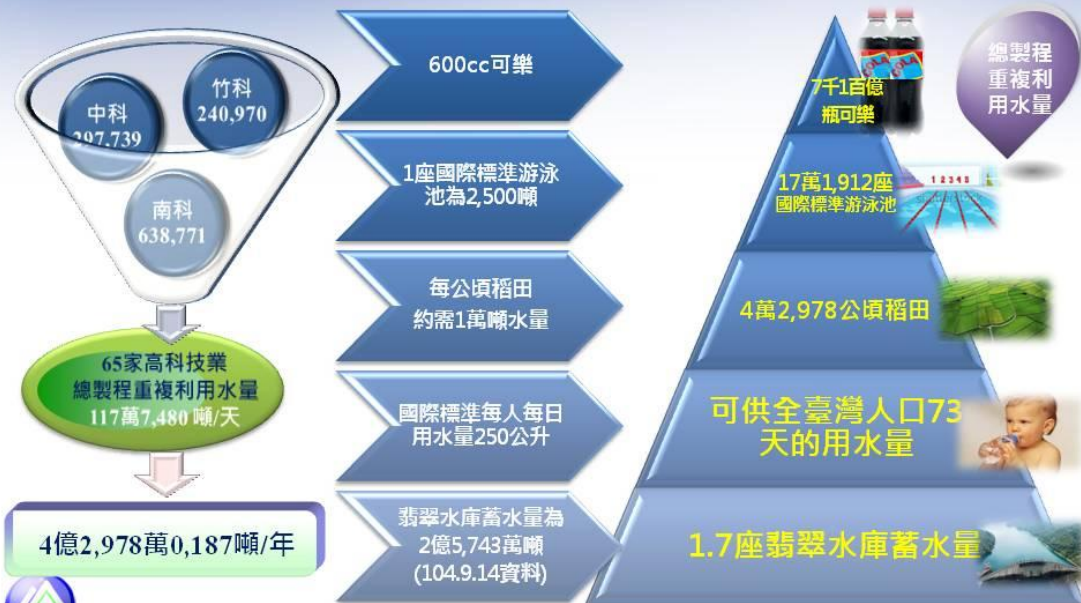 中科
297,739
竹科
240,970
南科
638,771
65家高科技業
總製程重複利用水量
117萬7,480 噸/天
4億2,978萬0,187噸/年
600cc可樂
1座國際標準游泳
池為2,500噸
每公頃稻田
約需1萬噸水量
國際標準每人每日
用水量250公升
翡翠水庫蓄水量為
2億5,743萬噸
(104.9.14資料)
COLA
COLA
7千1百億
瓶可樂
1 2 3 4 5
17萬1,912座
國際標準游泳池
4萬2,978公頃稻田
可供全臺灣人口73
天的用水量
1.7座翡翠水庫蓄水量
總製程
重複利
用水量